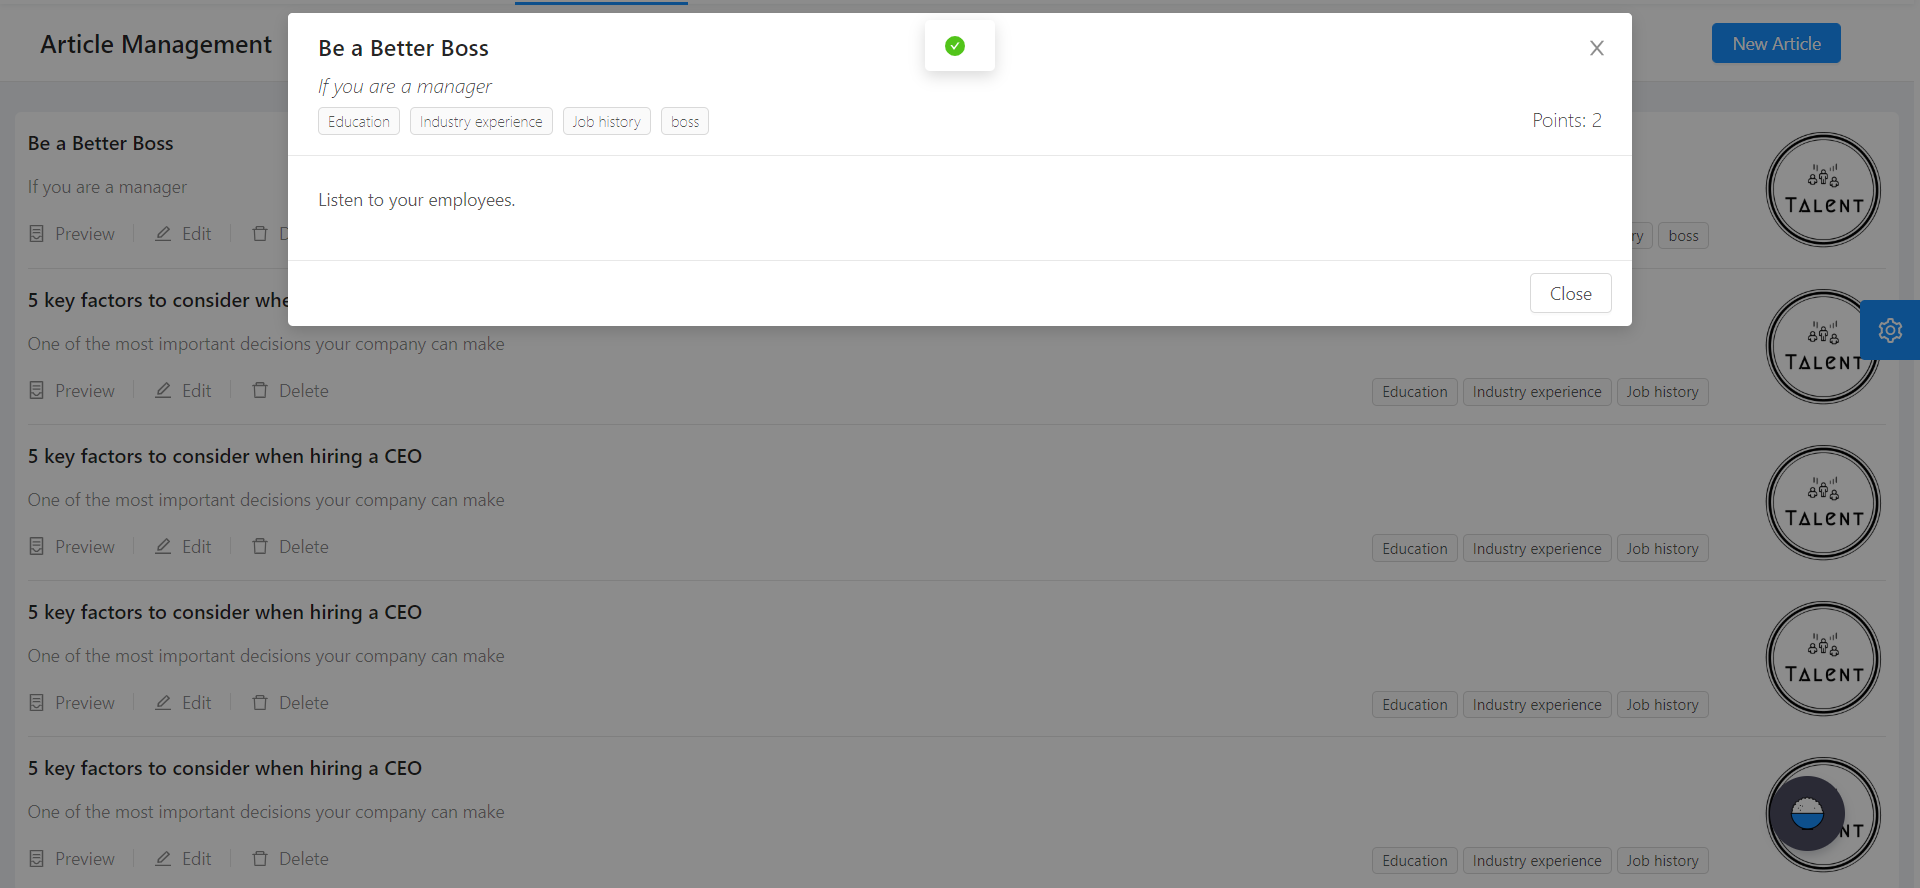 Article Management
New Article
Be a Better Boss
If you are a manager
Education Industry experience Job history boss
Points: 2
Listen to your employees.
Close
Be a Better Boss
If you are a manager
Preview Edit D
ry boss
TALENT
5 key factors to consider whe
One of the most important decisions your company can make
Preview Edit Delete
Education Industry experience Job history
TALENT
5 key factors to consider when hiring a CEO
One of the most important decisions your company can make
Preview Edit Delete
Education Industry experience Job history
TALENT
5 key factors to consider when hiring a CEO
One of the most important decisions your company can make
Preview Edit Delete
Education Industry experience Job history
TALENT
5 key factors to consider when hiring a CEO
One of the most important decisions your company can make
Preview Edit Delete
Education Industry experience Job history
NT